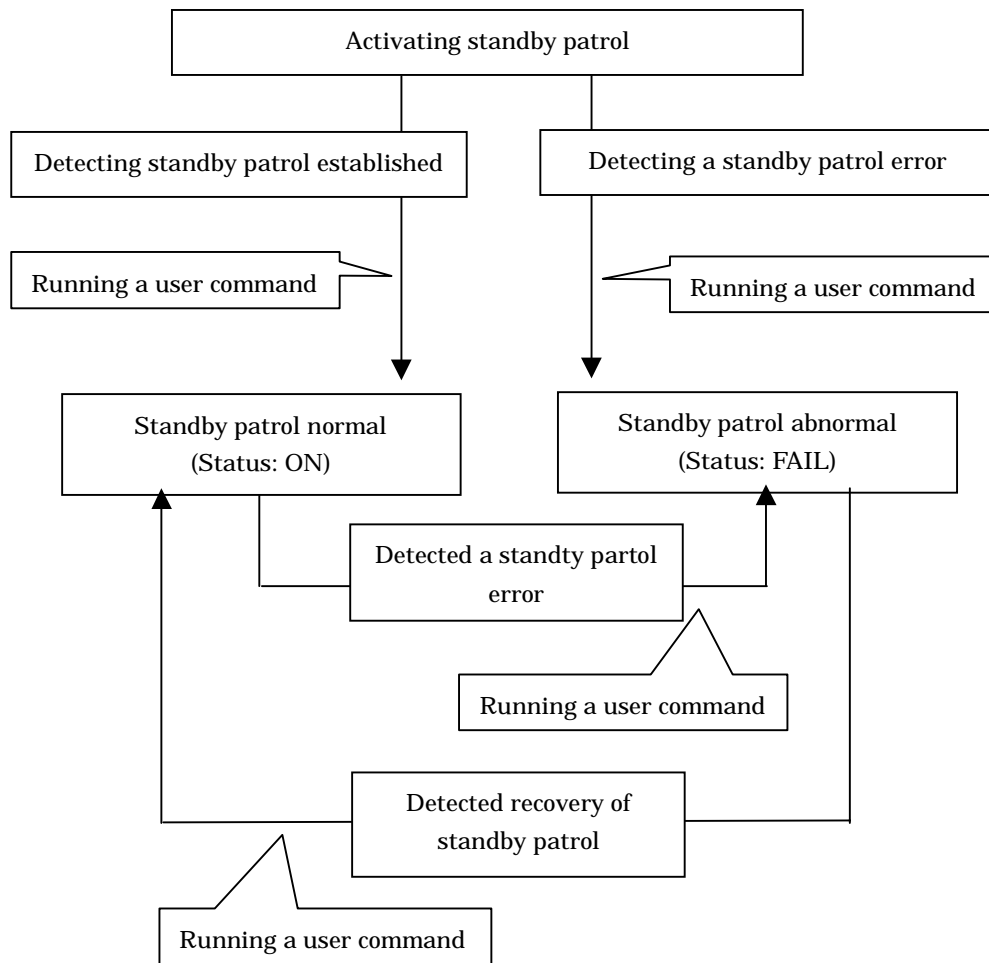 Activating standby patrol
Detecting standby patrol established
Detecting a standby patrol error
Running a user command
Running a user command
Standby patrol normal
(Status: ON)
Standby patrol abnormal
(Status: FAIL)
Detected a standty partol
error
Running a user command
Detected recovery of
standby patrol
Running a user command